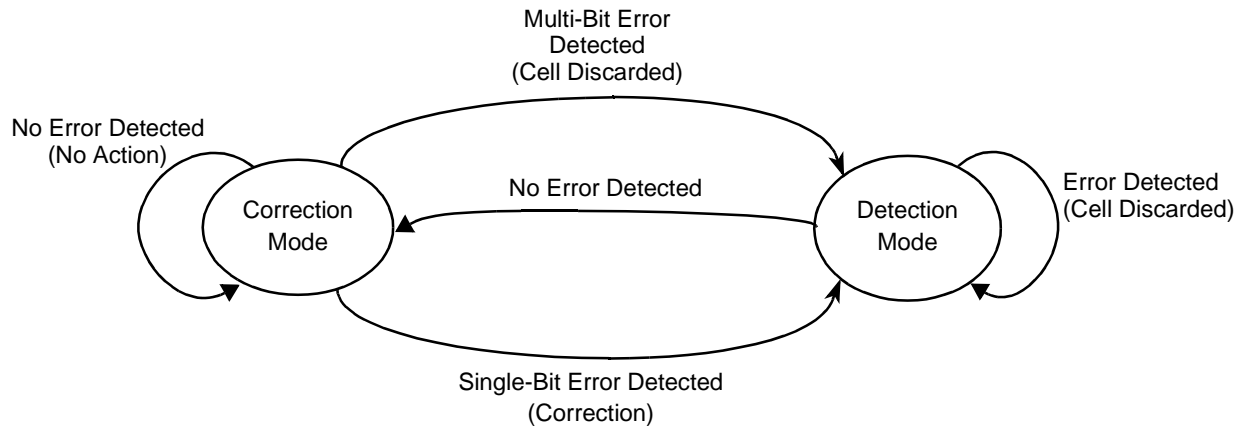 Multi-Bit Error
Detected
(Cell Discarded)
No Error Detected
(No Action)
No Error Detected
Error Detected
(Cell Discarded)
Correction
Mode
Detection
Mode
Single-Bit Error Detected
(Correction)